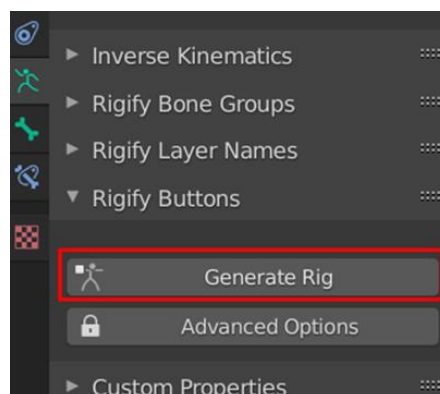 Inverse Kinematics
Rigify Bone Groups
Rigify Layer Names
Rigify Buttons
Generate Rig
Advanced Options
Custom Properties